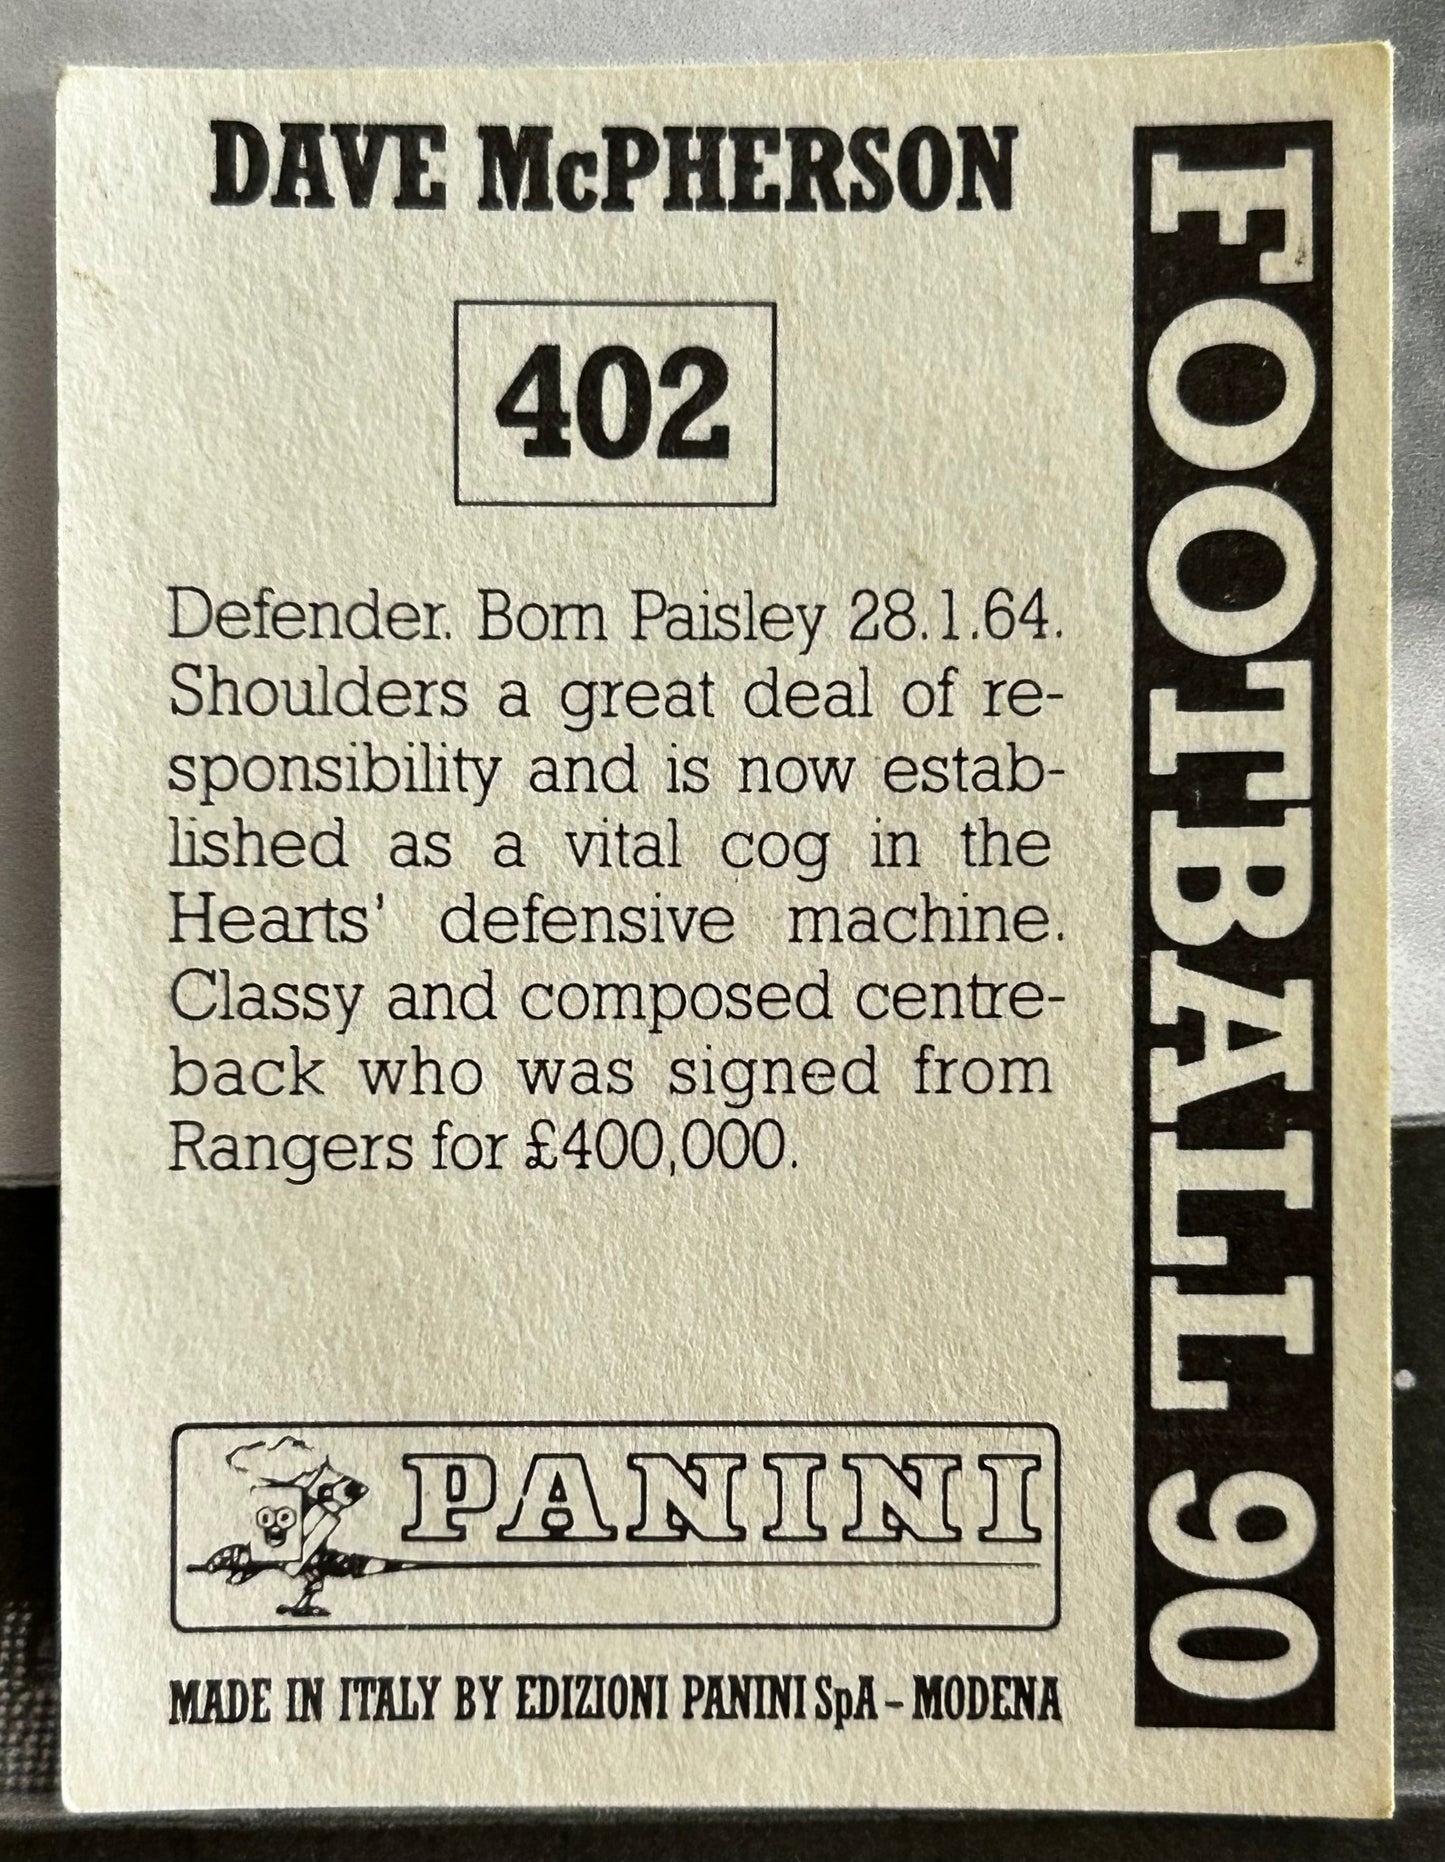 DAVE McPHERSON
402
Defender. Born Paisley 28.1.64.
Shoulders a great deal of re-
sponsibility and is now estab-
lished as a vital cog in the
Hearts' defensive machine.
Classy and composed centre-
back who was signed from
Rangers for £400,000.
PANINI
MADE IN ITALY BY EDIZIONI PANINI SpA - MODENA
FOOTBALL 90